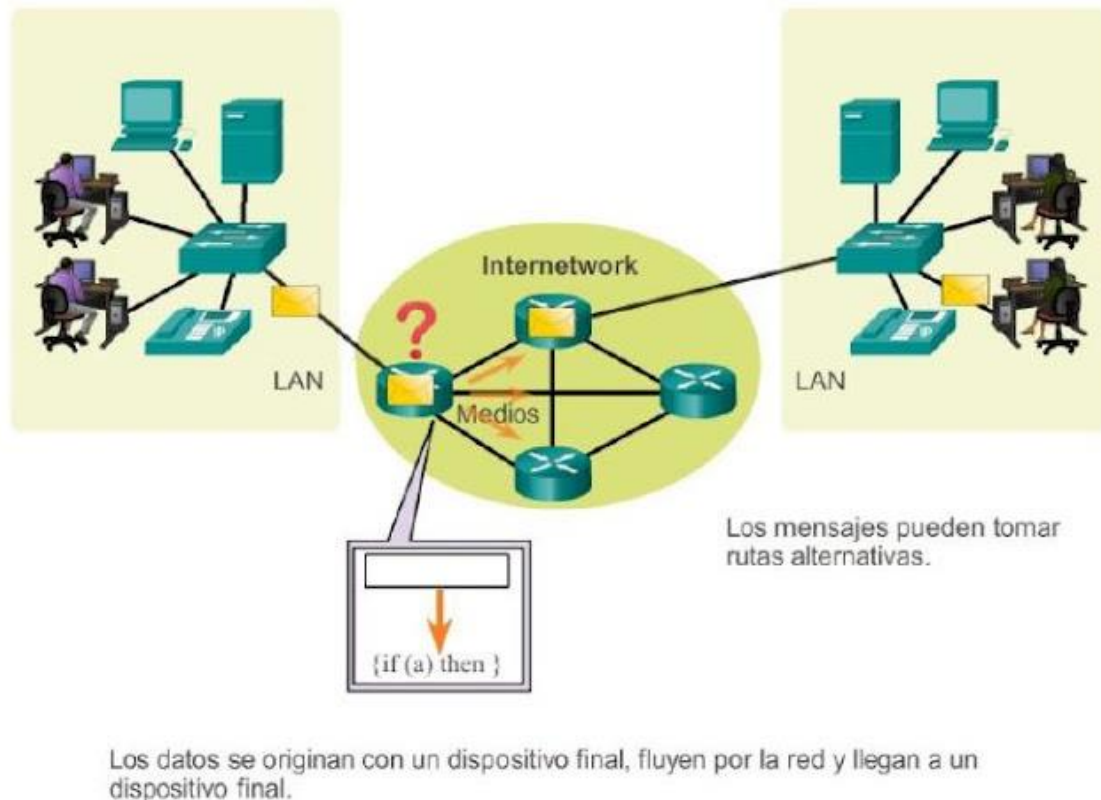 Internetwork
?
LAN
LAN
Medios
Los mensajes pueden tomar
rutas alternativas.
{if (a) then }
Los datos se originan con un dispositivo final, fluyen por la red y llegan a un
dispositivo final.